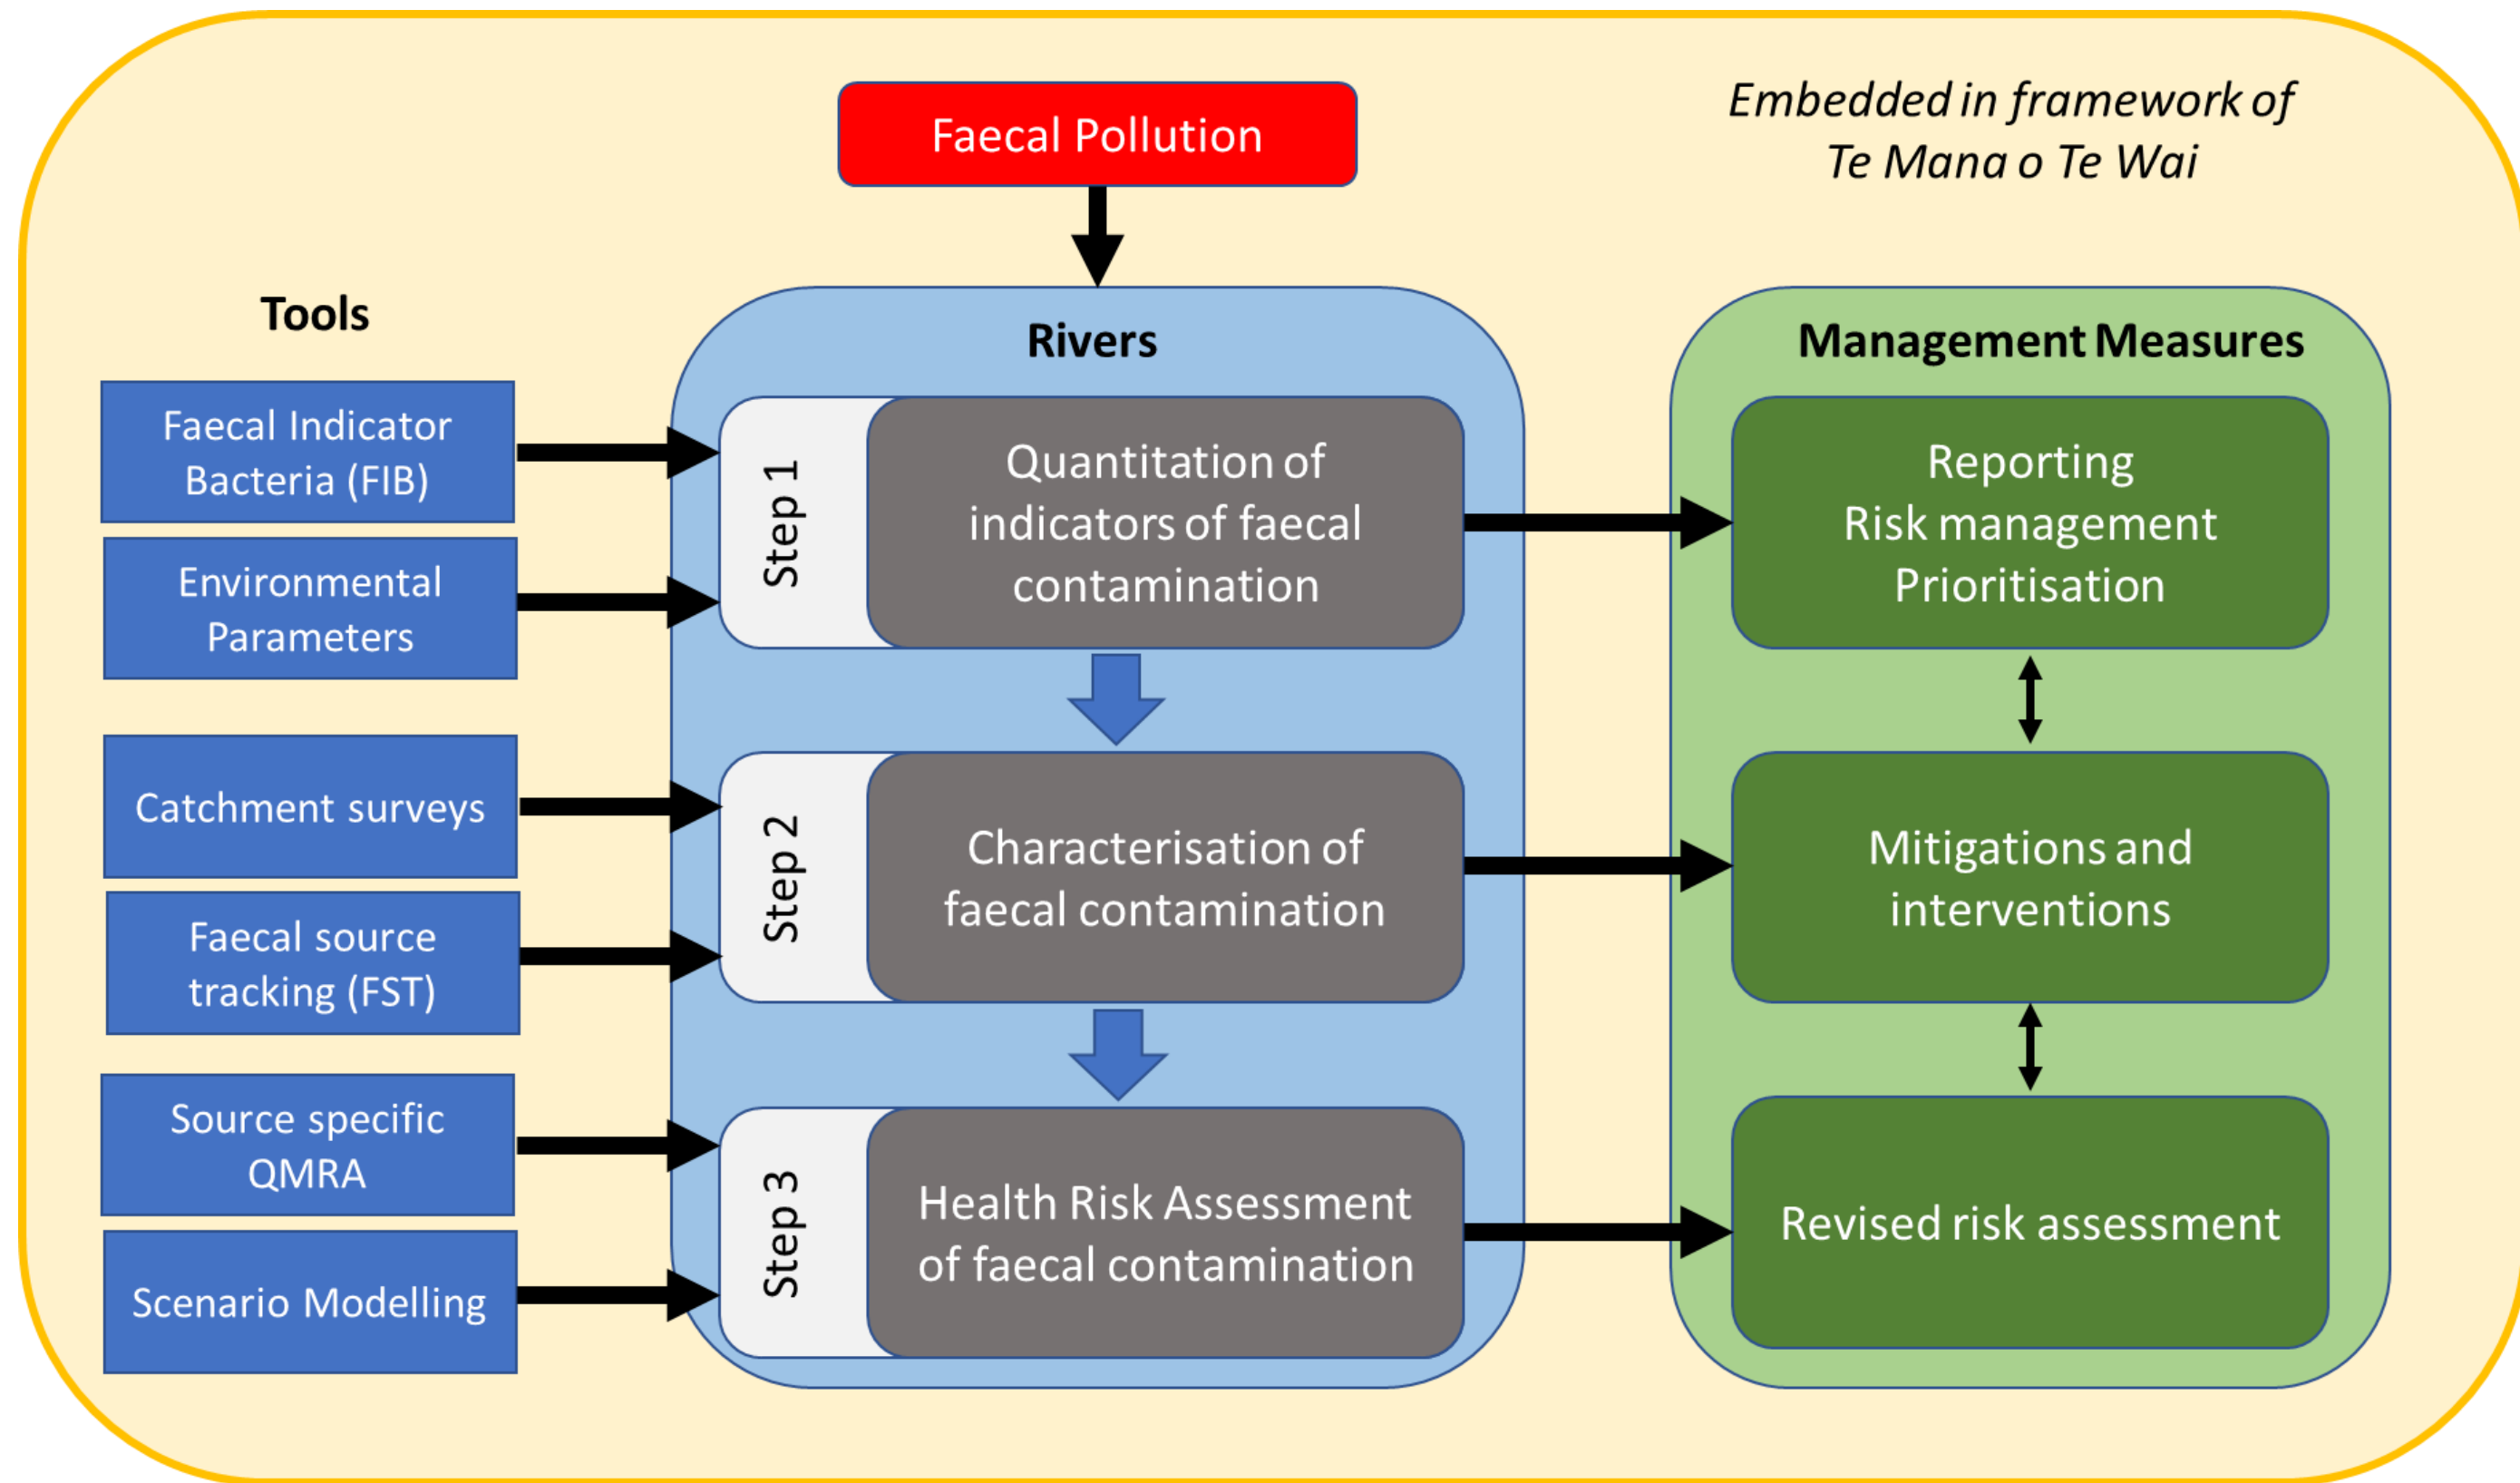 Faecal Pollution
Embedded in framework of
Te Mana o Te Wai
Tools
Faecal Indicator
Bacteria (FIB)
Environmental
Parameters
Catchment surveys
Faecal source
tracking (FST)
Source specific
QMRA
Scenario Modelling
Rivers
Step 1
Quantitation of
indicators of faecal
contamination
Step 2
Characterisation of
faecal contamination
Step 3
Health Risk Assessment
of faecal contamination
Management Measures
Reporting
Risk management
Prioritisation
Mitigations and
interventions
Revised risk assessment